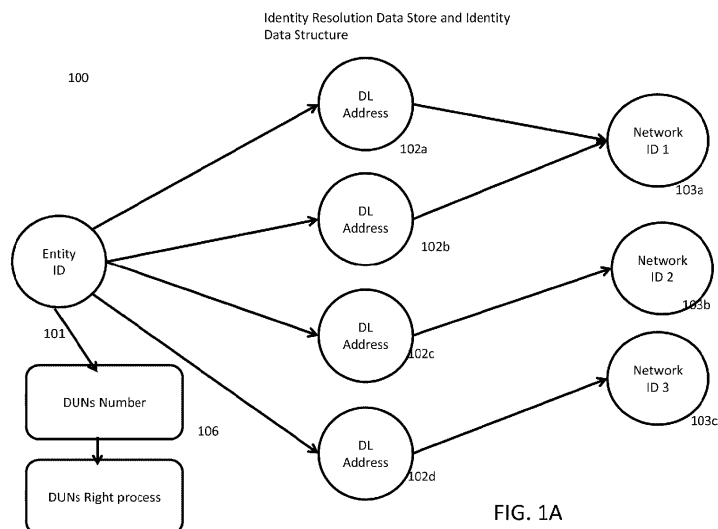 Identity Resolution Data Store and Identity
Data Structure
100
DL
Address
102a
Network
ID 1
103a
DL
Address
102b
Entity
ID
101
Network
ID 2
103b
DL
Address
102c
Network
ID 3
103c
DUNs Number
106
DL
Address
102d
DUNs Right process
FIG. 1A